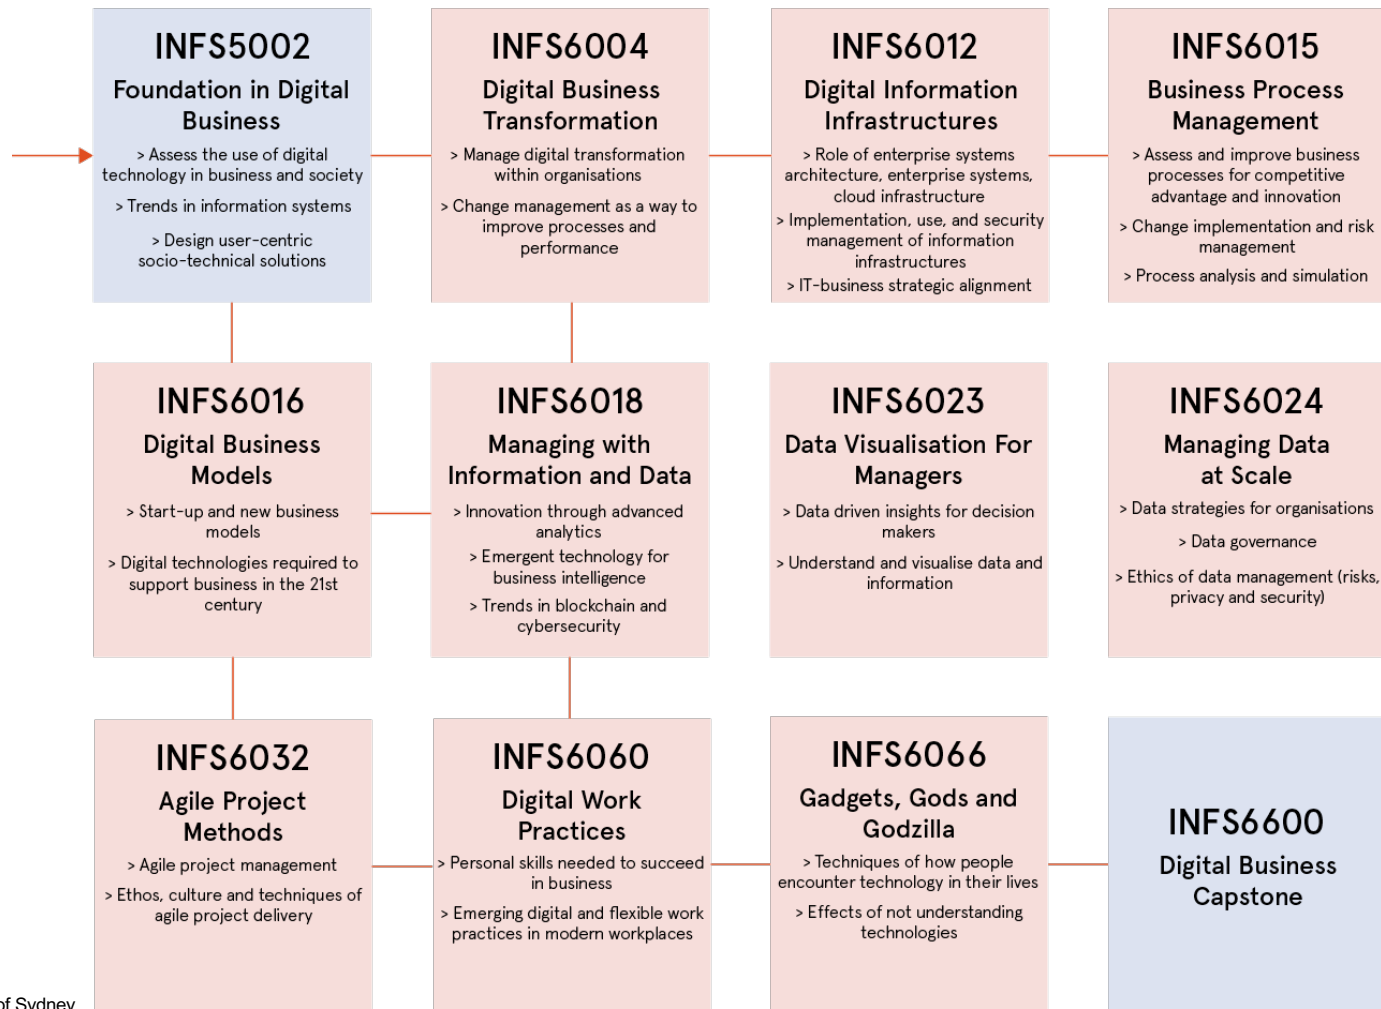 INFS5002
Foundation in Digital
Business
> Assess the use of digital
technology in business and society
> Trends in information systems
> Design user-centric
socio-technical solutions
INFS6004
Digital Business
Transformation
> Manage digital transformation
within organisations
> Change management as a way to
improve processes and
performance
INFS6012
Digital Information
Infrastructures
> Role of enterprise systems
architecture, enterprise systems,
cloud infrastructure
> Implementation, use, and security
management of information
infrastructures
> IT-business strategic alignment
INFS6015
Business Process
Management
> Assess and improve business
processes for competitive
advantage and innovation
> Change implementation and risk
management
> Process analysis and simulation
INFS6016
Digital Business
Models
> Start-up and new business
models
> Digital technologies required to
support business in the 21st
century
INFS6018
Managing with
Information and Data
> Innovation through advanced
analytics
> Emergent technology for
business intelligence
> Trends in blockchain and
cybersecurity
INFS6023
Data Visualisation For
Managers
> Data driven insights for decision
makers
> Understand and visualise data and
information
INFS6024
Managing Data
at Scale
> Data strategies for organisations
> Data governance
> Ethics of data management (risks,
privacy and security)
INFS6032
Agile Project
Methods
> Agile project management
> Ethos, culture and techniques of
agile project delivery
INFS6060
Digital Work
Practices
> Personal skills needed to succeed
in business
> Emerging digital and flexible work
practices in modern workplaces
INFS6066
Gadgets, Gods and
Godzilla
> Techniques of how people
encounter technology in their lives
> Effects of not understanding
technologies
INFS6600
Digital Business
Capstone
of Sydney